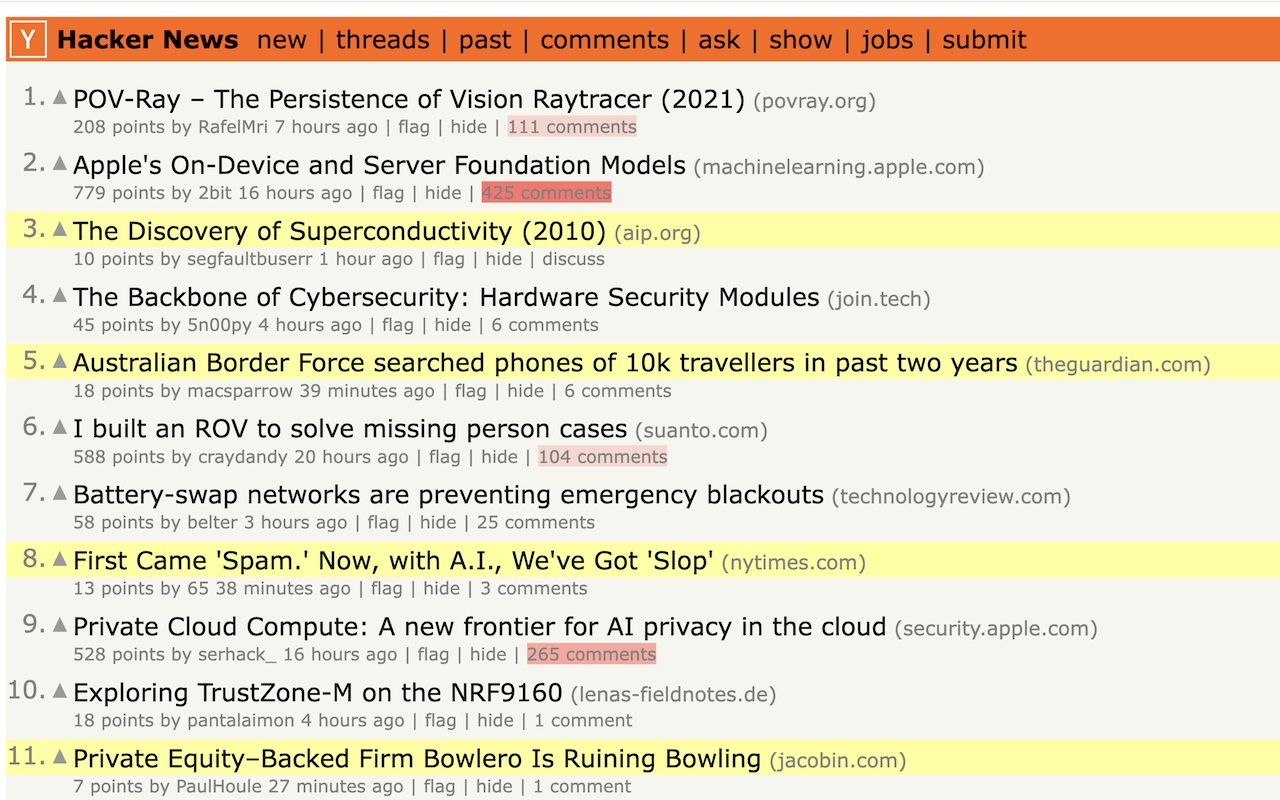 Y Hacker News new | threads | past | comments | ask | show | jobs | submit
1. POV-Ray – The Persistence of Vision Raytracer (2021) (povray.org)
208 points by RafelMri 7 hours ago | flag | hide | 111 comments
2. Apple's On-Device and Server Foundation Models (machinelearning.apple.com)
779 points by 2bit 16 hours ago | flag | hide | 425 comments
3. The Discovery of Superconductivity (2010) (aip.org)
10 points by segfaultbuserr 1 hour ago | flag | hide | discuss
4. The Backbone of Cybersecurity: Hardware Security Modules (join.tech)
45 points by 5n00py 4 hours ago | flag | hide | 6 comments
5. Australian Border Force searched phones of 10k travellers in past two years (theguardian.com)
18 points by macsparrow 39 minutes ago | flag | hide | 6 comments
6. I built an ROV to solve missing person cases (suanto.com)
588 points by craydandy 20 hours ago | flag | hide | 104 comments
7. Battery-swap networks are preventing emergency blackouts (technologyreview.com)
58 points by belter 3 hours ago | flag | hide | 25 comments
8. First Came 'Spam.' Now, with A.I., We've Got 'Slop' (nytimes.com)
13 points by 65 38 minutes ago | flag | hide | 3 comments
9. Private Cloud Compute: A new frontier for AI privacy in the cloud (security.apple.com)
528 points by serhack_ 16 hours ago | flag | hide | 265 comments
10. Exploring TrustZone-M on the NRF9160 (lenas-fieldnotes.de)
18 points by pantalaimon 4 hours ago | flag | hide | 1 comment
11. Private Equity–Backed Firm Bowlero Is Ruining Bowling (jacobin.com)
7 points by PaulHoule 27 minutes ago | flag | hide | 1 comment